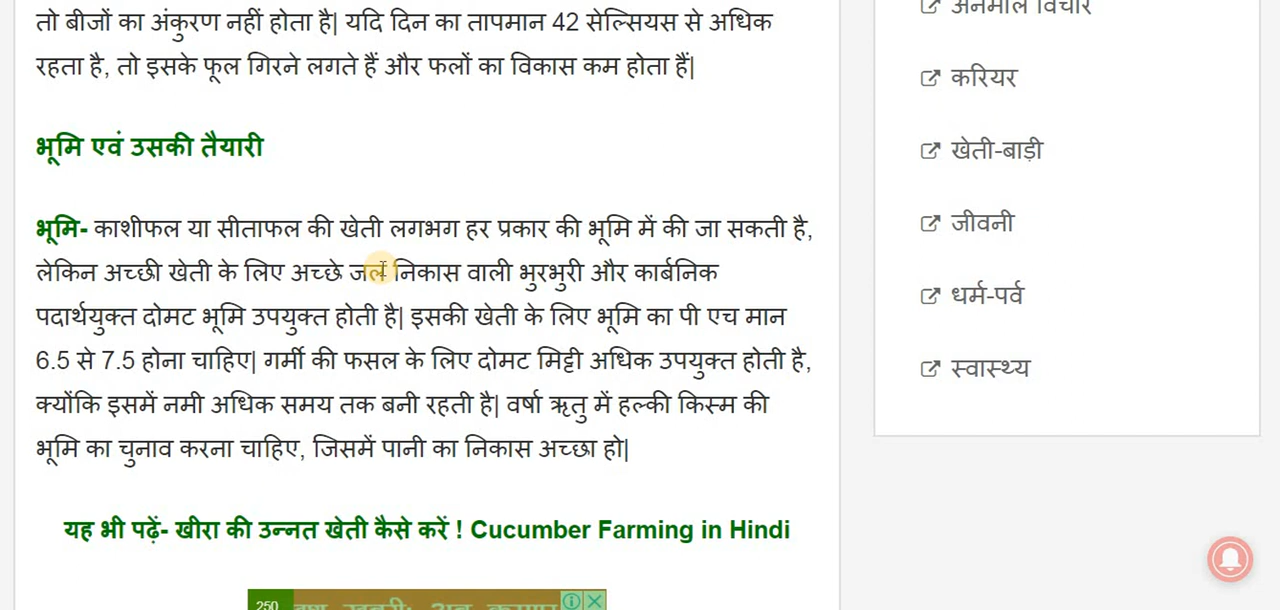 तो बीजों का अंकुरण नहीं होता है| यदि दिन का तापमान 42 सेल्सियस से अधिक
रहता है, तो इसके फूल गिरने लगते हैं और फलों का विकास कम होता हैं|
भूमि एवं उसकी तैयारी
भूमि- काशीफल या सीताफल की खेती लगभग हर प्रकार की भूमि में की जा सकती है,
लेकिन अच्छी खेती के लिए अच्छे जल निकास वाली भुरभुरी और कार्बनिक
पदार्थयुक्त दोमट भूमि उपयुक्त होती है| इसकी खेती के लिए भूमि का पी एच मान
6.5 से 7.5 होना चाहिए| गर्मी की फसल के लिए दोमट मिट्टी अधिक उपयुक्त होती है,
क्योंकि इसमें नमी अधिक समय तक बनी रहती है| वर्षा ऋतु में हल्की किस्म की
भूमि का चुनाव करना चाहिए, जिसमें पानी का निकास अच्छा हो|
यह भी पढ़ें- खीरा की उन्नत खेती कैसे करें ! Cucumber Farming in Hindi
250
अनमोल विचार
करियर
खेती-बाड़ी
जीवनी
धर्म-पर्व
स्वास्थ्य